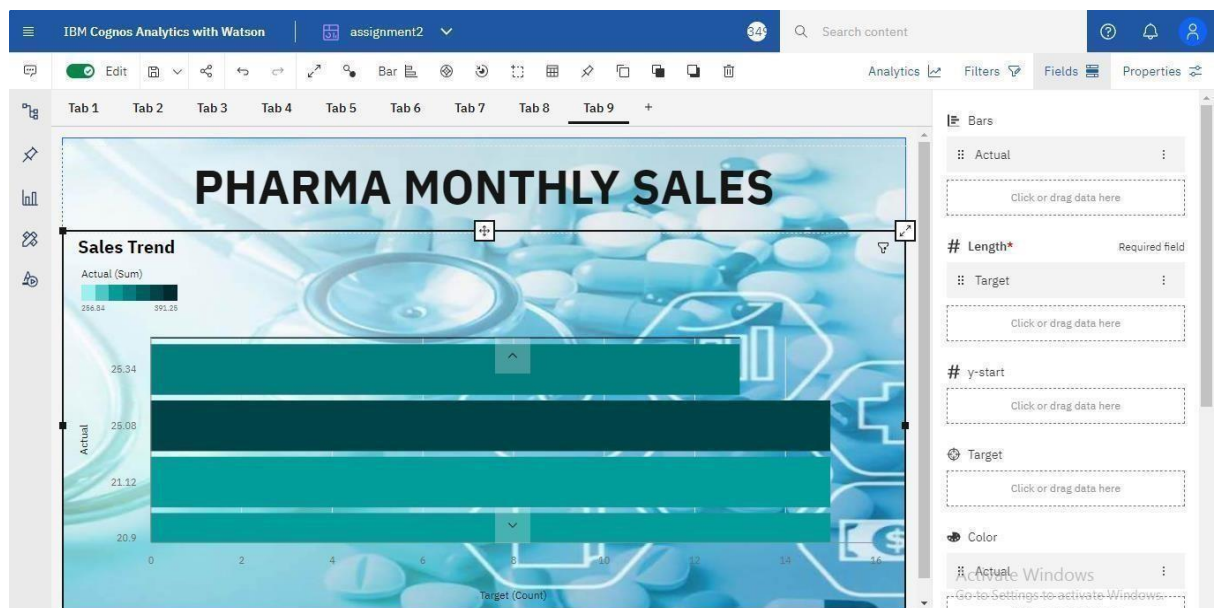 IBM Cognos Analytics with Watson
assignment2
349
Search content
Edit
Bar
Analytics
Filters
Fields
Properties
Tab 1
Tab 2
Tab 3
Tab 4
Tab 5
Tab 6
Tab 7
Tab 8
Tab 9
+
PHARMA MONTHLY SALES
Sales Trend
Actual (Sum)
256.84
391.25
Actual
25.34
25.08
21.12
20.9
0
2
4
6
8
10
12
14
16
Target (Count)
Bars
Actual
Click or drag data here
# Length*
Required field
Target
Click or drag data here
# y-start
Click or drag data here
Target
Click or drag data here
Color
Actual
Activate Windows
Go to Settings to activate Windows.